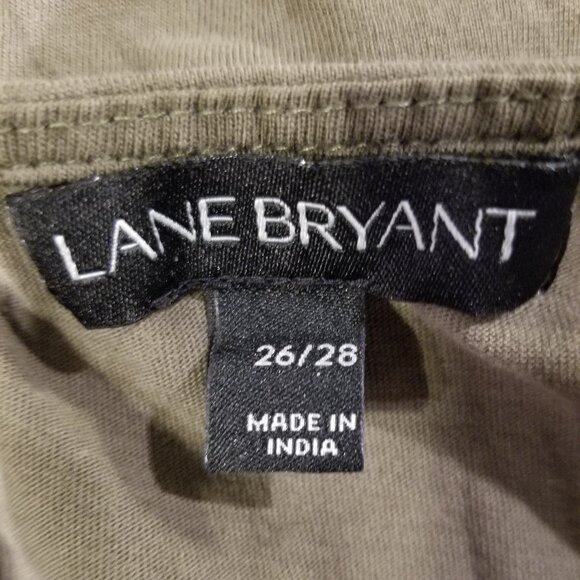 LANE BRYANT
26/28
MADE IN
INDIA